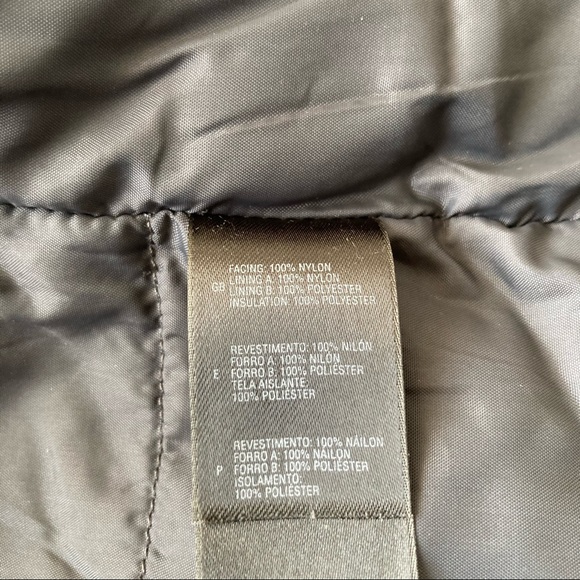 FACING: 100% NYLON
LINING A: 100% NYLON
GB LINING B: 100% POLYESTER
INSULATION: 100% POLYESTER
REVESTIMENTO: 100% NILÓN
FORRO A: 100% NILÓN
E FORRO B: 100% POLIÉSTER
TELA AISLANTE:
100% POLIÉSTER
REVESTIMENTO: 100% NÁILON
FORRO A: 100% NÁILON
P FORRO B: 100% POLIÉSTER
ISOLAMENTO:
100% POLIÉSTER